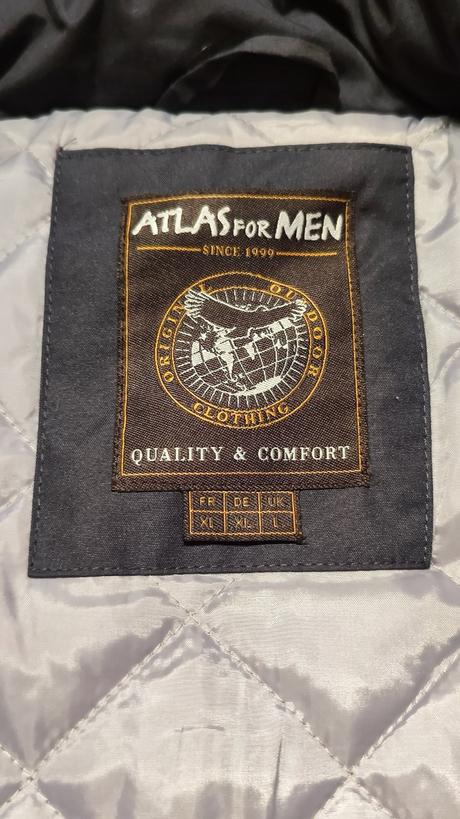 ATLAS FOR MEN
SINCE 1999
ORIGINAL OUTDOOR
CLOTHING
QUALITY & COMFORT
FR DE UK
XL XL L